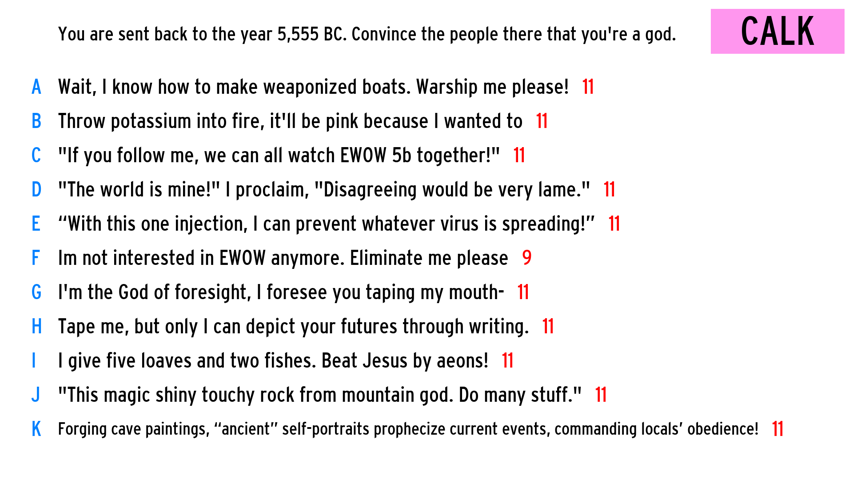 You are sent back to the year 5,555 BC. Convince the people there that you're a god.
CALK
A Wait, I know how to make weaponized boats. Warship me please! 11
B Throw potassium into fire, it'll be pink because I wanted to 11
C "If you follow me, we can all watch EWOW 5b together!" 11
D "The world is mine!" I proclaim, "Disagreeing would be very lame." 11
E “With this one injection, I can prevent whatever virus is spreading!” 11
F Im not interested in EWOW anymore. Eliminate me please 9
G I'm the God of foresight, I foresee you taping my mouth- 11
H Tape me, but only I can depict your futures through writing. 11
I I give five loaves and two fishes. Beat Jesus by aeons! 11
J "This magic shiny touchy rock from mountain god. Do many stuff." 11
K Forging cave paintings, “ancient” self-portraits prophecize current events, commanding locals’ obedience! 11